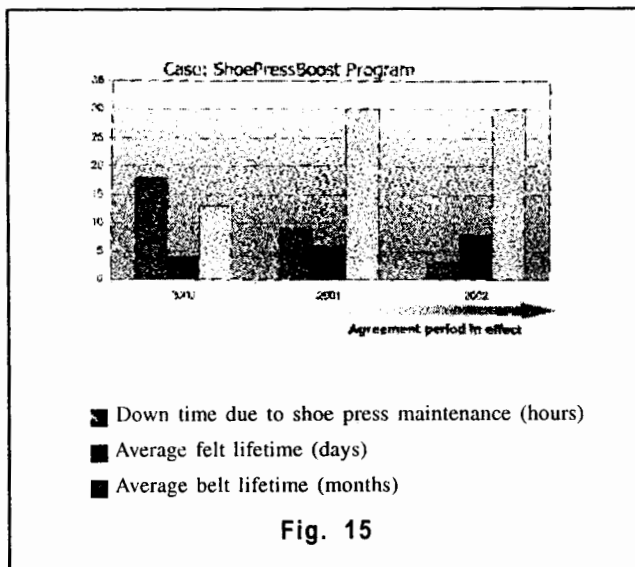 Case: ShoePressBoost Program
35
30
25
20
15
10
5
0
2001
2002
Agreement period in effect
Down time due to shoe press maintenance (hours)
Average felt lifetime (days)
Average belt lifetime (months)
Fig. 15